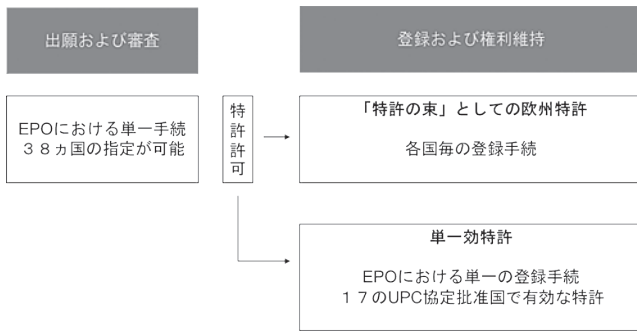 出願および審査
登録および権利維持
EPOにおける単一手続
３８ヵ国の指定が可能
特許許可
「特許の束」としての欧州特許
各国毎の登録手続
単一効特許
EPOにおける単一の登録手続
１７のUPC協定批准国で有効な特許